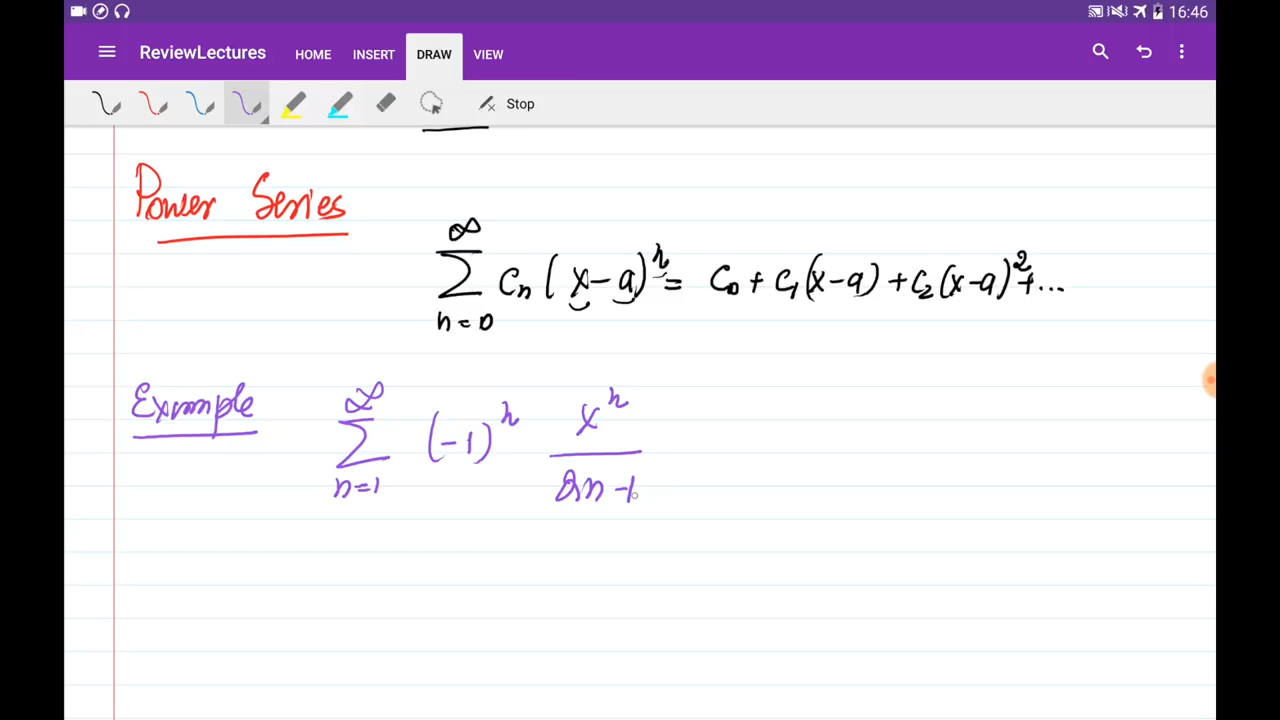 16:46
ReviewLectures HOME INSERT DRAW VIEW
Stop
Power Series
∞
∑ Cn (x-a)^n = C0 + C1(x-a) + C2(x-a)^2 + ...
n=0
Example
∞
∑ (-1)^n x^n / 2n-1
n=1